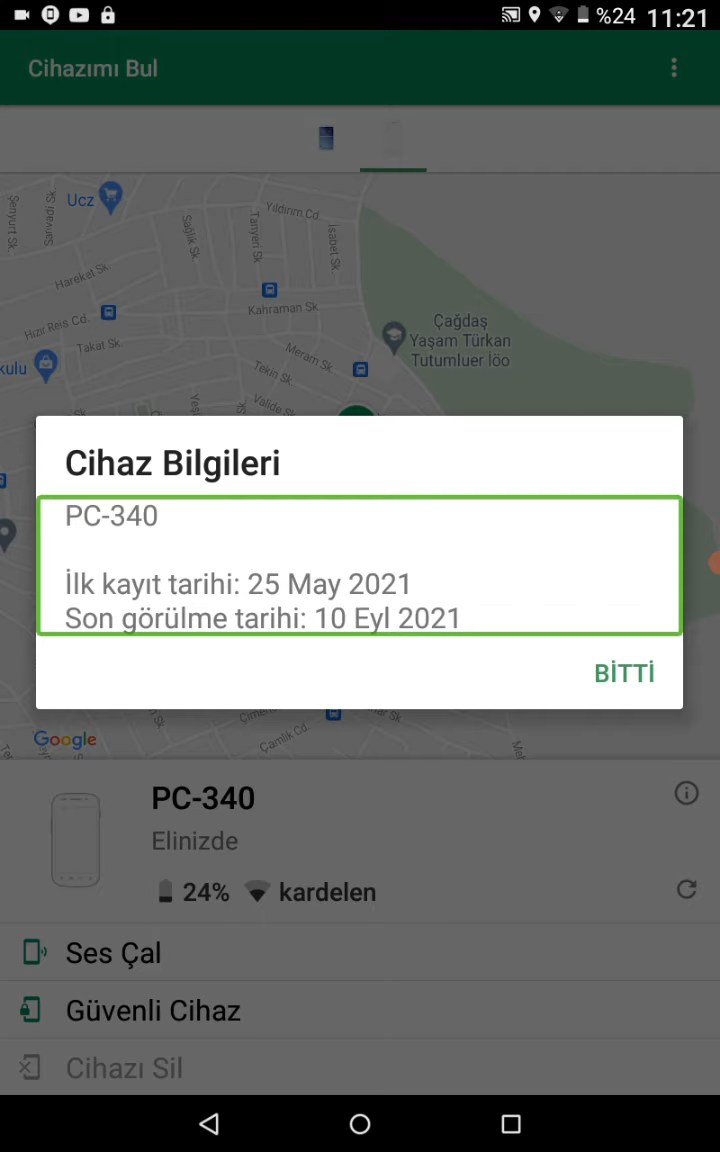 %24 11:21
Cihazımı Bul
Ucz
Yıldırım Cd.
Şenyurt Sk.
Sağlık Sk.
Tanyeri Sk.
İsabet Sk.
Hareket Sk.
Kahraman Sk.
Hızır Reis Cd.
Takat Sk.
Meram Sk.
Çağdaş
Yaşam Türkan
Tutumluer İöo
kulu
Tekin Sk.
Valide Sk.
Cihaz Bilgileri
PC-340
İlk kayıt tarihi: 25 May 2021
Son görülme tarihi: 10 Eyl 2021
BİTTİ
Çamlık Cd.
Google
PC-340
Elinizde
24% kardelen
Ses Çal
Güvenli Cihaz
Cihazı Sil